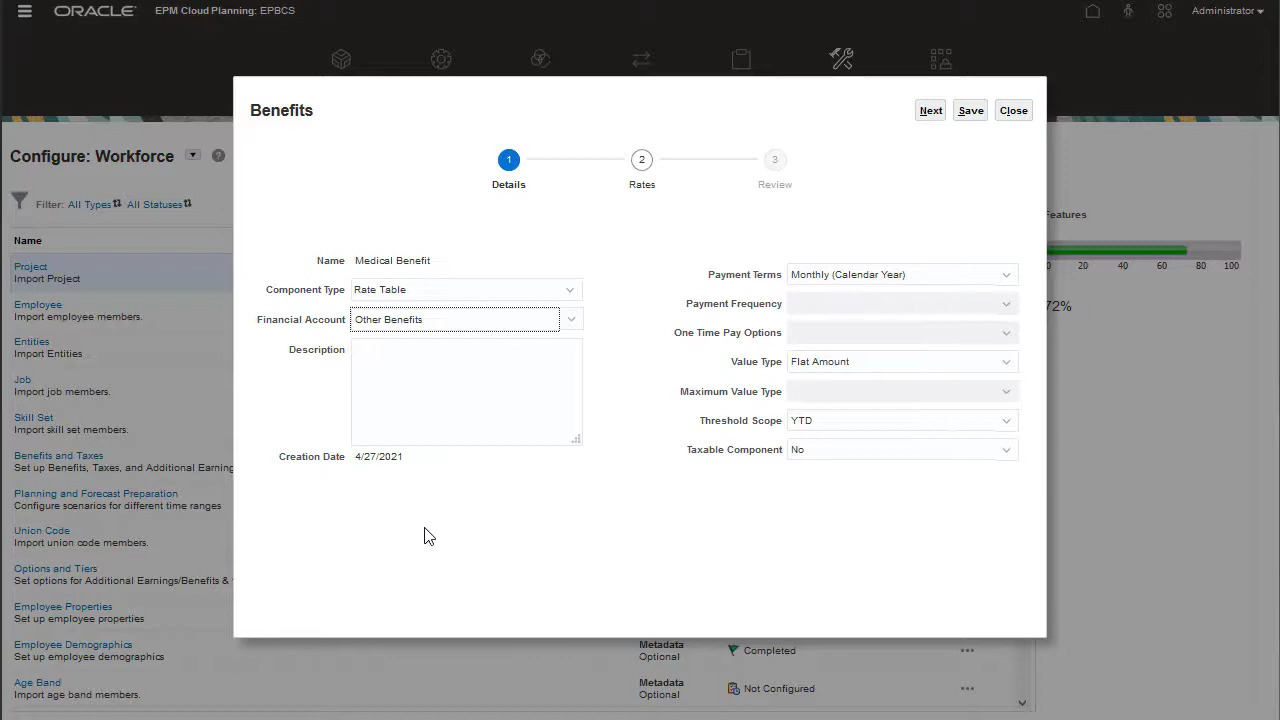 ORACLE EPM Cloud Planning: EPBCS
Administrator
Configure: Workforce
Filter: All Types All Statuses
Name
Project
Import Project
Employee
Import employee members.
Entities
Import Entities
Job
Import job members.
Skill Set
Import skill set members.
Benefits and Taxes
Set up Benefits, Taxes, and Additional Earning
Planning and Forecast Preparation
Configure scenarios for different time ranges
Union Code
Import union code members.
Options and Tiers
Set options for Additional Earnings/Benefits &
Employee Properties
Set up employee properties
Employee Demographics
Set up employee demographics
Metadata
Optional
Completed
Age Band
Import age band members.
Metadata
Optional
Not Configured
Benefits
Next Save Close
1 2 3
Details Rates Review
Name Medical Benefit
Component Type Rate Table
Financial Account Other Benefits
Description
Creation Date 4/27/2021
Payment Terms Monthly (Calendar Year)
Payment Frequency
One Time Pay Options
Value Type Flat Amount
Maximum Value Type
Threshold Scope YTD
Taxable Component No
Features
0 20 40 60 80 100
72%